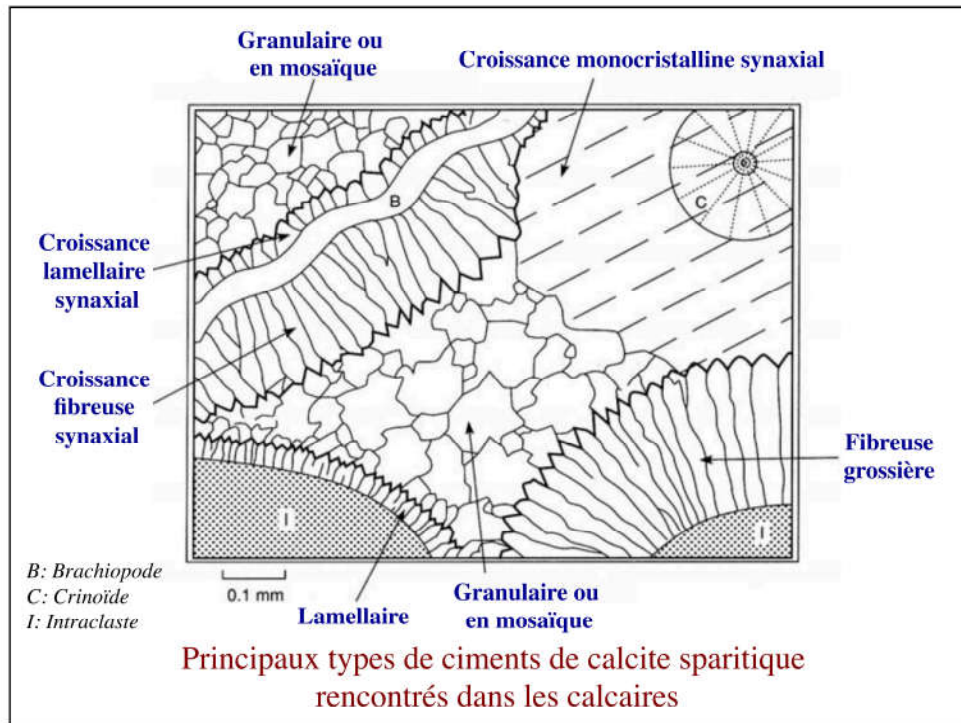 Granulaire ou
en mosaïque
Croissance monocristalline synaxial
B
C
Croissance
lamellaire
synaxial
Croissance
fibreuse
synaxial
Fibreuse
grossière
I
I
B: Brachiopode
C: Crinoïde
I: Intraclaste
0.1 mm
Lamellaire
Granulaire ou
en mosaïque
Principaux types de ciments de calcite sparitique
rencontrés dans les calcaires